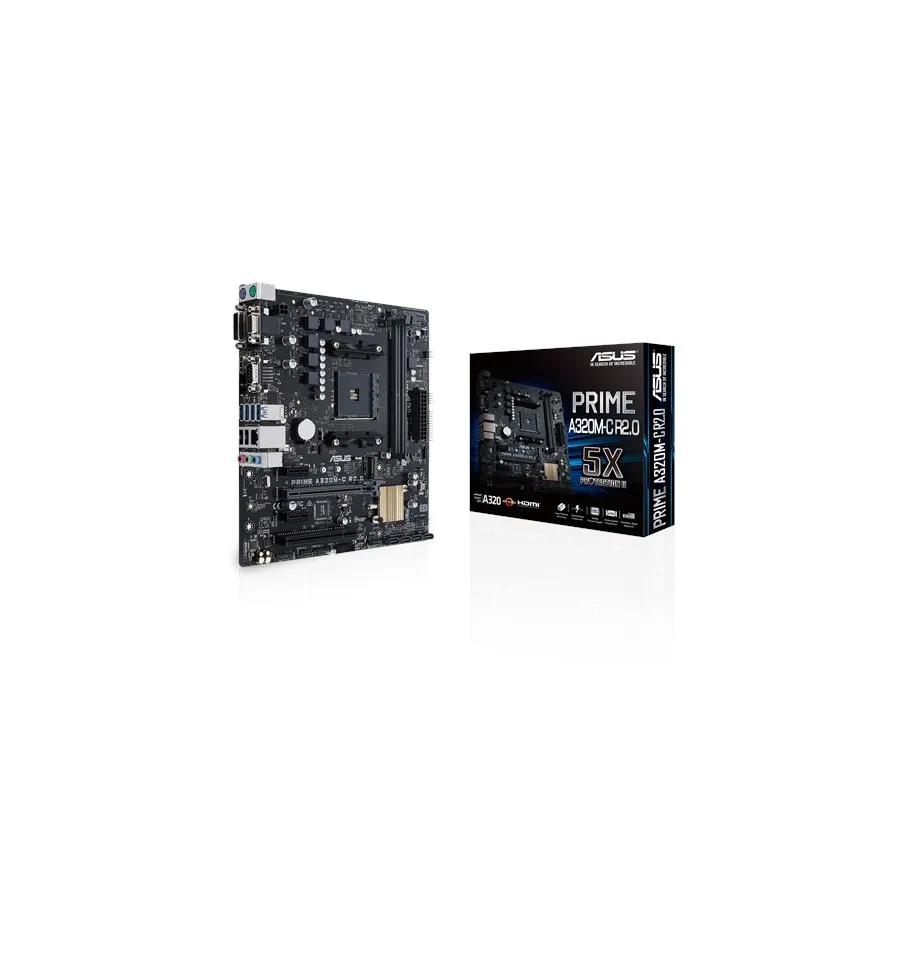 ASUS
PRIME A320M-C R2.0
ASUS
IN SEARCH OF INCREDIBLE
PRIME
A320M-C R2.0
5X
PROTECTION II
A320
HDMI
ASUS
IN SEARCH OF INCREDIBLE
PRIME A320M-C R2.0